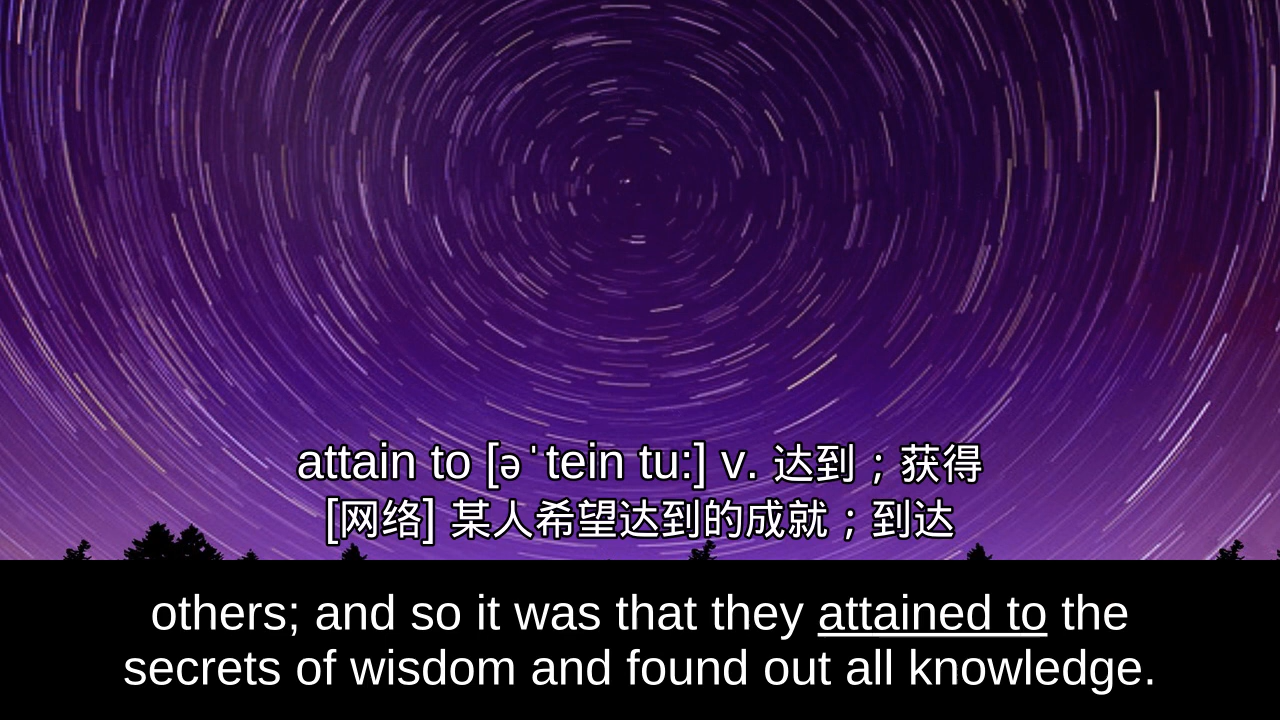 attain to [əˈtein tu:] v. 达到；获得
[网络] 某人希望达到的成就；到达
others; and so it was that they attained to the
secrets of wisdom and found out all knowledge.